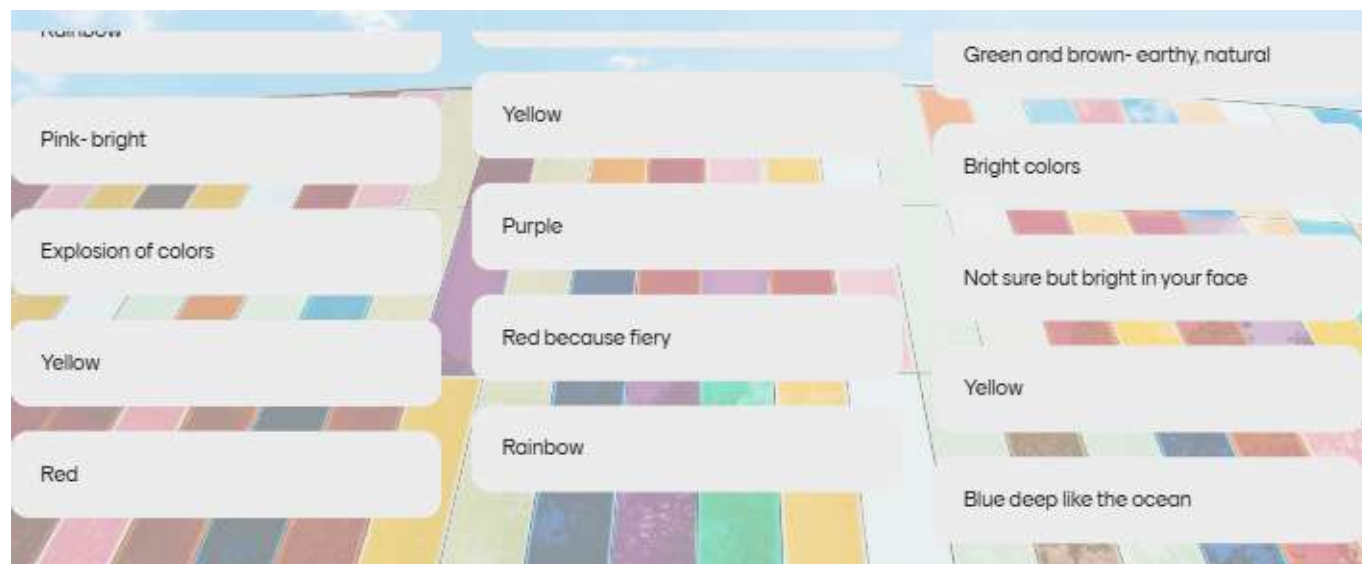 Rainbow
Pink- bright
Explosion of colors
Yellow
Red
Yellow
Purple
Red because fiery
Rainbow
Green and brown- earthy, natural
Bright colors
Not sure but bright in your face
Yellow
Blue deep like the ocean